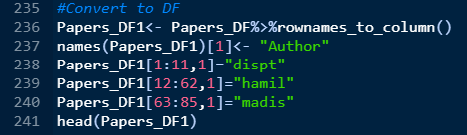 235 #Convert to DF
236 Papers_DF1<- Papers_DF%>%rownames_to_column()
237 names(Papers_DF1)[1]<- "Author"
238 Papers_DF1[1:11,1]-"dispt"
239 Papers_DF1[12:62,1]="hamil"
240 Papers_DF1[63:85,1]="madis"
241 head(Papers_DF1)